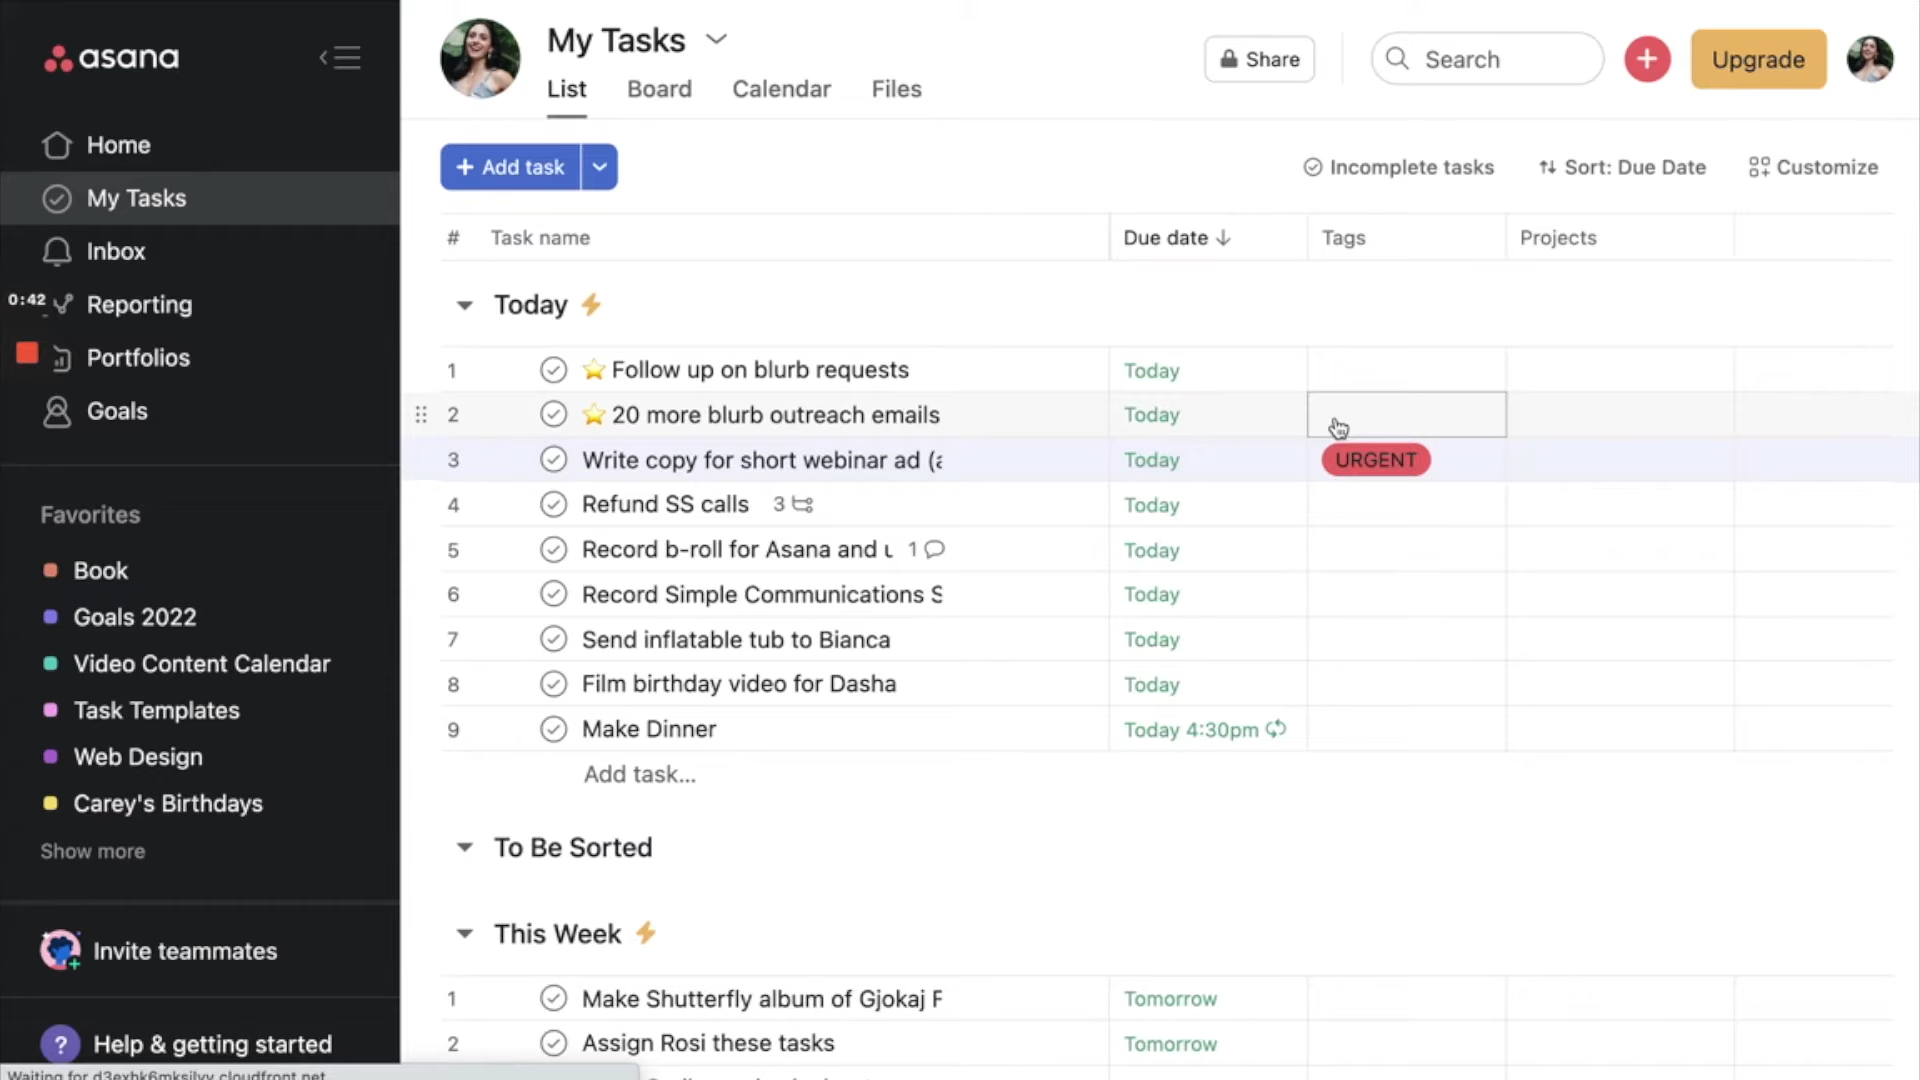 asana
Home
My Tasks
Inbox
0:42
Reporting
Portfolios
Goals
Favorites
Book
Goals 2022
Video Content Calendar
Task Templates
Web Design
Carey's Birthdays
Show more
Invite teammates
? Help & getting started
My Tasks
List Board Calendar Files
Share
Search
+
Upgrade
+ Add task
Incomplete tasks
Sort: Due Date
Customize
# Task name Due date ↓ Tags Projects
Today ⚡
1 ⭐ Follow up on blurb requests Today
2 ⭐ 20 more blurb outreach emails Today
3 Write copy for short webinar ad Today URGENT
4 Refund SS calls 3 Today
5 Record b-roll for Asana and 1 Today
6 Record Simple Communications S Today
7 Send inflatable tub to Bianca Today
8 Film birthday video for Dasha Today
9 Make Dinner Today 4:30pm
Add task...
To Be Sorted
This Week ⚡
1 Make Shutterfly album of Gjokaj F Tomorrow
2 Assign Rosi these tasks Tomorrow